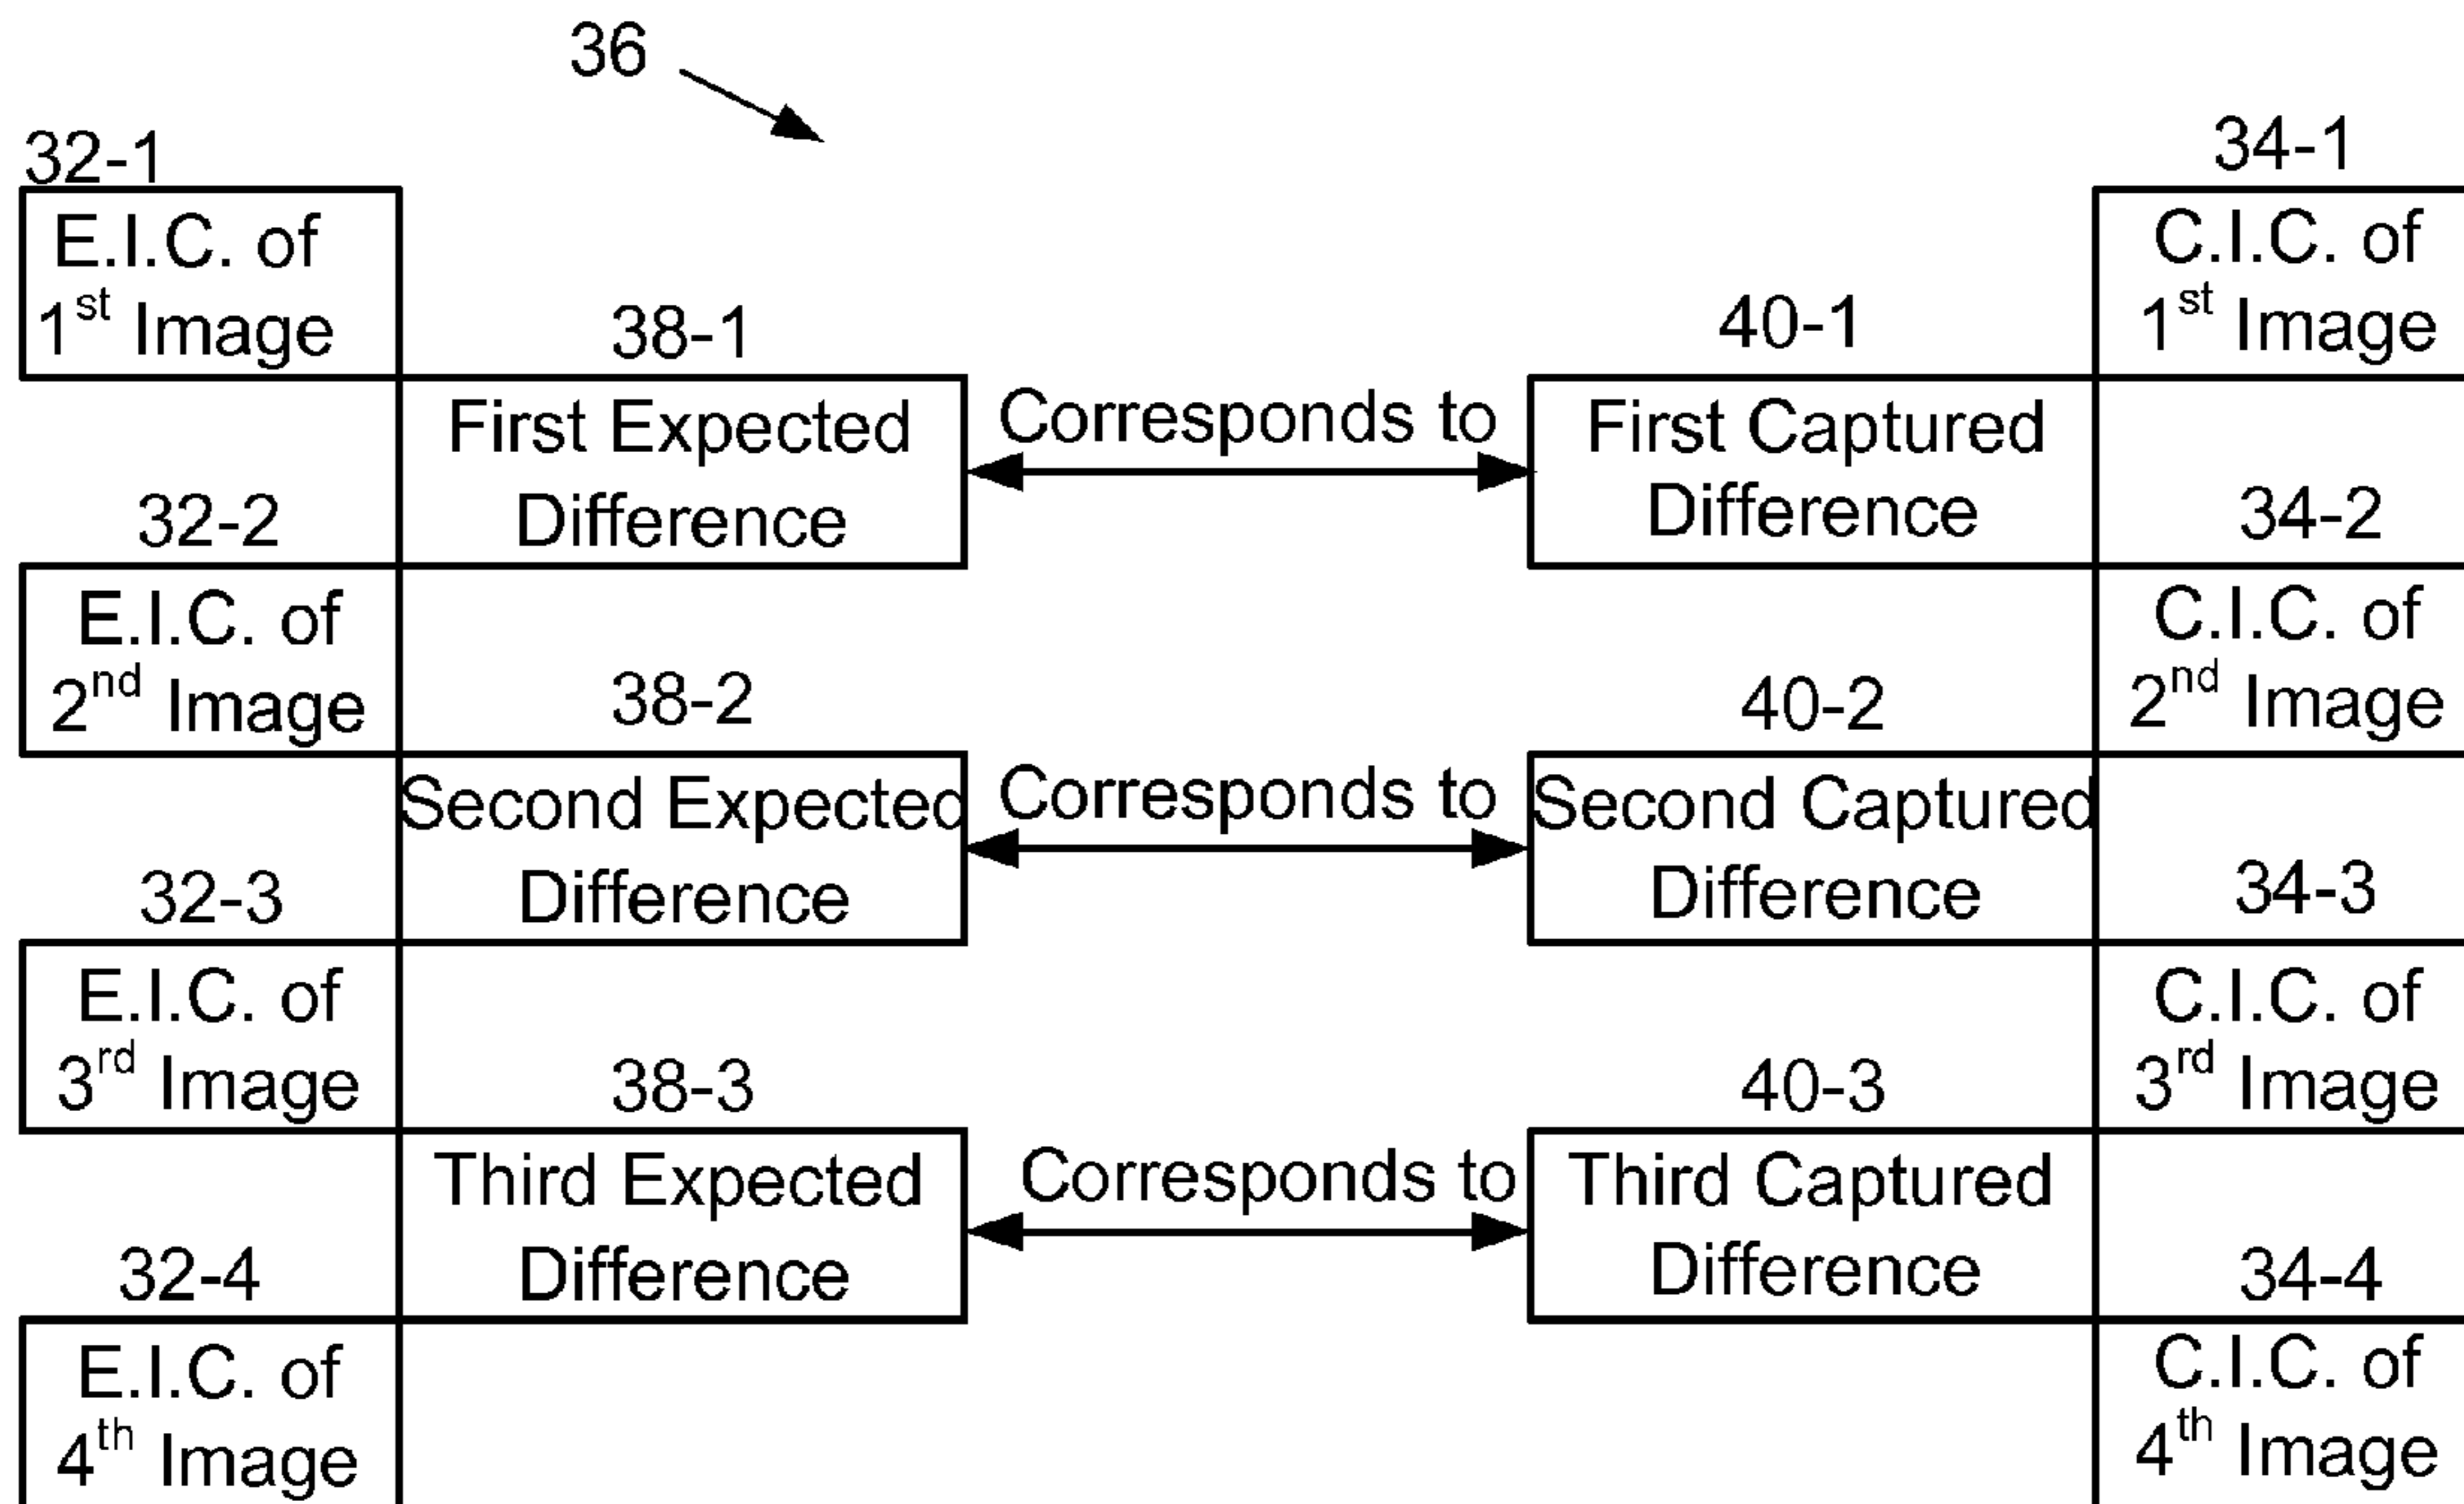 36
32-1
34-1
E.I.C. of
1st Image
C.I.C. of
1st Image
38-1
40-1
First Expected
Difference
Corresponds to
First Captured
Difference
32-2
34-2
E.I.C. of
2nd Image
C.I.C. of
2nd Image
38-2
40-2
Second Expected
Difference
Corresponds to
Second Captured
Difference
32-3
34-3
E.I.C. of
3rd Image
C.I.C. of
3rd Image
38-3
40-3
Third Expected
Difference
Corresponds to
Third Captured
Difference
32-4
34-4
E.I.C. of
4th Image
C.I.C. of
4th Image